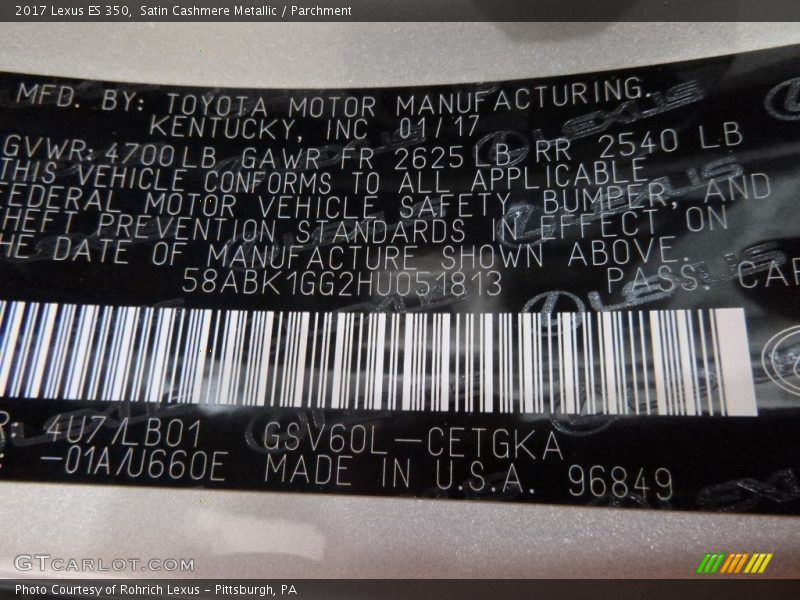 2017 Lexus ES 350, Satin Cashmere Metallic / Parchment
MFD. BY: TOYOTA MOTOR MANUFACTURING.
KENTUCKY, INC 01/17
GVWR: 4700 LB GAWR FR 2625 LB RR 2540 LB
THIS VEHICLE CONFORMS TO ALL APPLICABLE
FEDERAL MOTOR VEHICLE SAFETY, BUMPER, AND
HEFT PREVENTION STANDARDS IN EFFECT ON
HE DATE OF MANUFACTURE SHOWN ABOVE.
58ABK1GG2HU051813 PASS. CAR
R: 4U7/LB01 GSV60L-CETGKA
-01A/U660E MADE IN U.S.A. 96849
GTCARLOT.COM
Photo Courtesy of Rohrich Lexus - Pittsburgh, PA